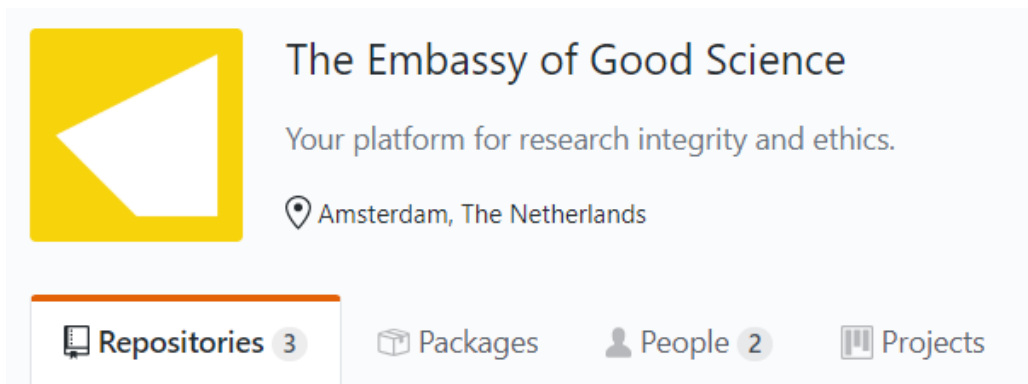 The Embassy of Good Science
Your platform for research integrity and ethics.
Amsterdam, The Netherlands
Repositories 3 Packages People 2 Projects